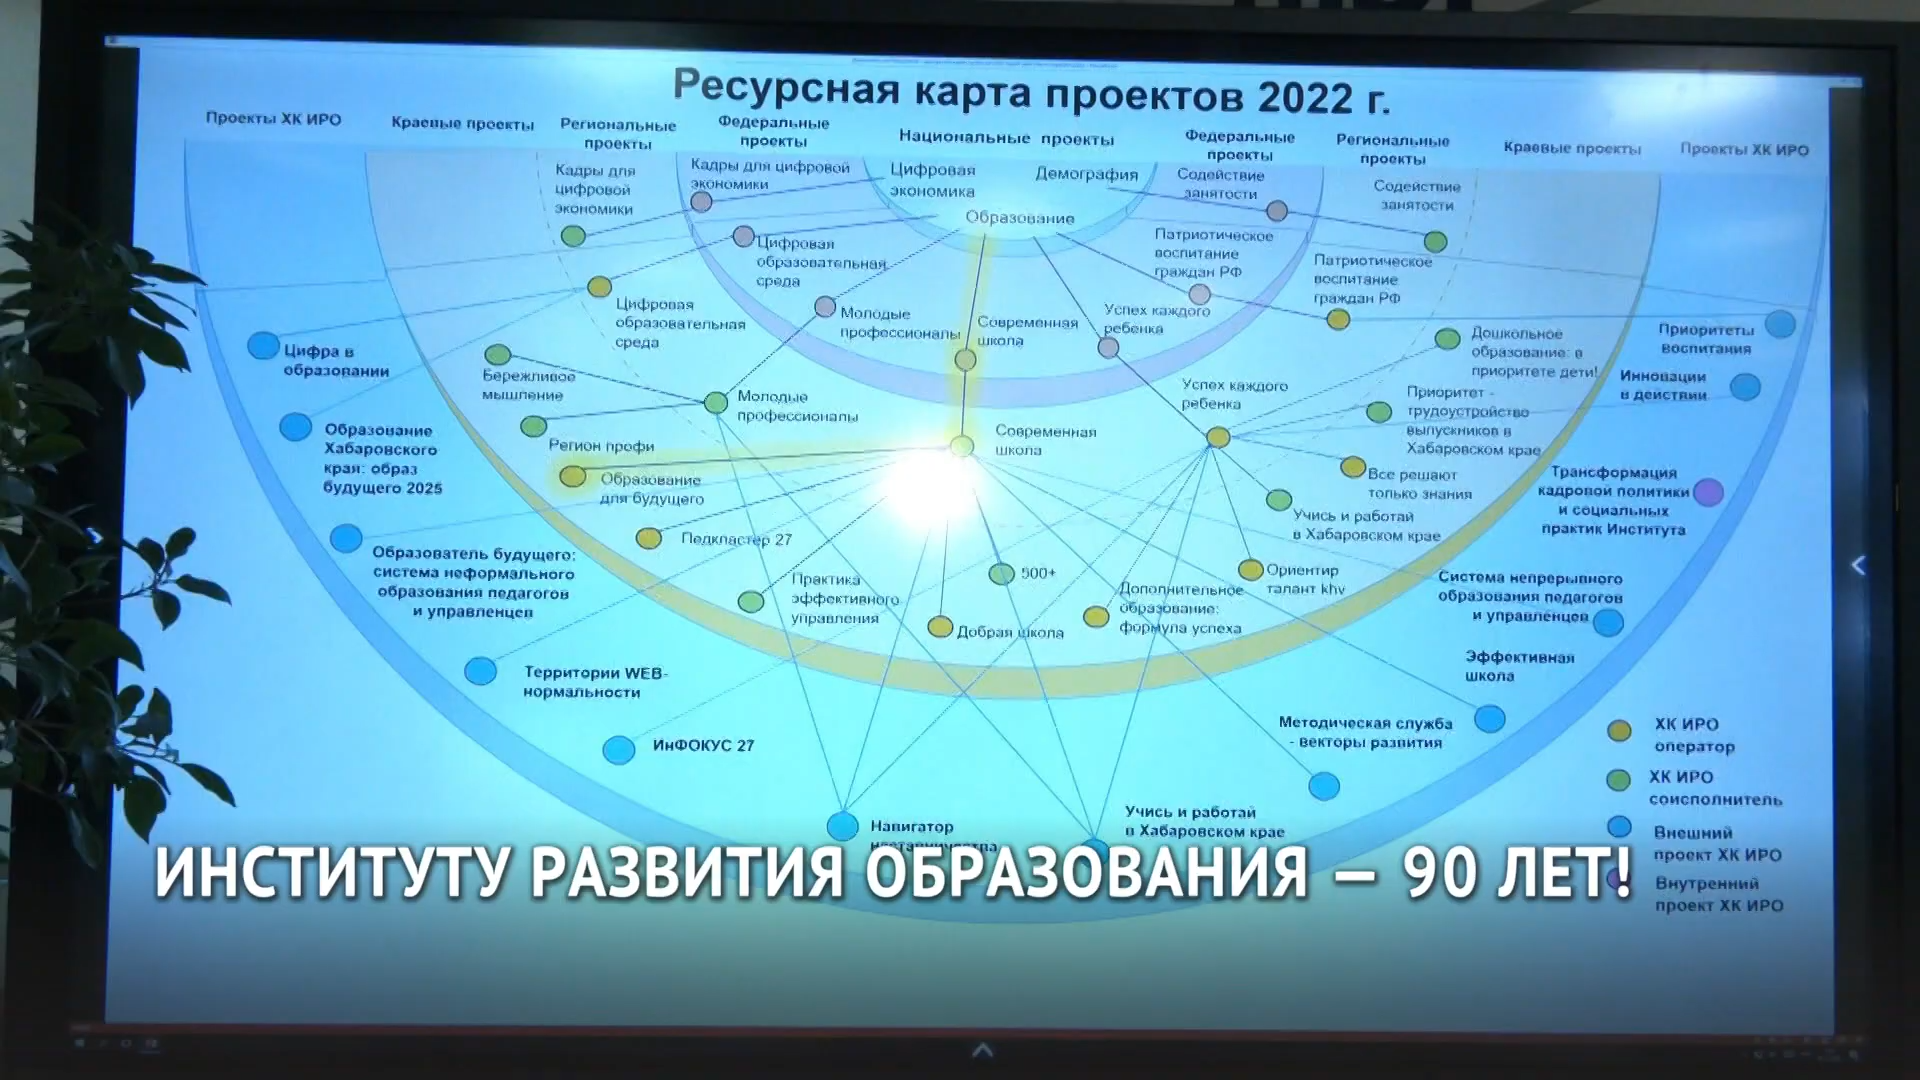 Ресурсная карта проектов 2022 г.
Проекты ХК ИРО
Краевые проекты
Региональные
проекты
Федеральные
проекты
Национальные проекты
Федеральные
проекты
Региональные
проекты
Краевые проекты
Проекты ХК ИРО
Кадры для
цифровой
экономики
Кадры для цифровой
экономики
Цифровая
экономика
Демография
Содействие
занятости
Содействие
занятости
Образование
Цифровая
образовательная
среда
Патриотическое
воспитание
граждан РФ
Патриотическое
воспитание
граждан РФ
Цифровая
образовательная
среда
Молодые
профессионалы
Современная
школа
Успех каждого
ребенка
Приоритеты
воспитания
Дошкольное
образование: в
приоритете дети!
Цифра в
образовании
Бережливое
мышление
Молодые
профессионалы
Успех каждого
ребенка
Инновации
в действии
Приоритет -
трудоустройство
выпускников в
Хабаровском крае
Образование
Хабаровского
края: образ
будущего 2025
Регион профи
Современная
школа
Образование
для будущего
Все решают
только знания
Трансформация
кадровой политики
и социальных
практик Института
Учись и работай
в Хабаровском крае
Педкластер 27
Образователь будущего:
система неформального
образования педагогов
и управленцев
Практика
эффективного
управления
500+
Ориентир
талант khv
Дополнительное
образование:
формула успеха
Добрая школа
Система непрерывного
образования педагогов
и управленцев
Эффективная
школа
Территории WEB-
нормальности
ИнФОКУС 27
Методическая служба
- векторы развития
ХК ИРО
оператор
ХК ИРО
соисполнитель
Навигатор
наставничества
Учись и работай
в Хабаровском крае
Внешний
проект ХК ИРО
Внутренний
проект ХК ИРО
ИНСТИТУТУ РАЗВИТИЯ ОБРАЗОВАНИЯ — 90 ЛЕТ!